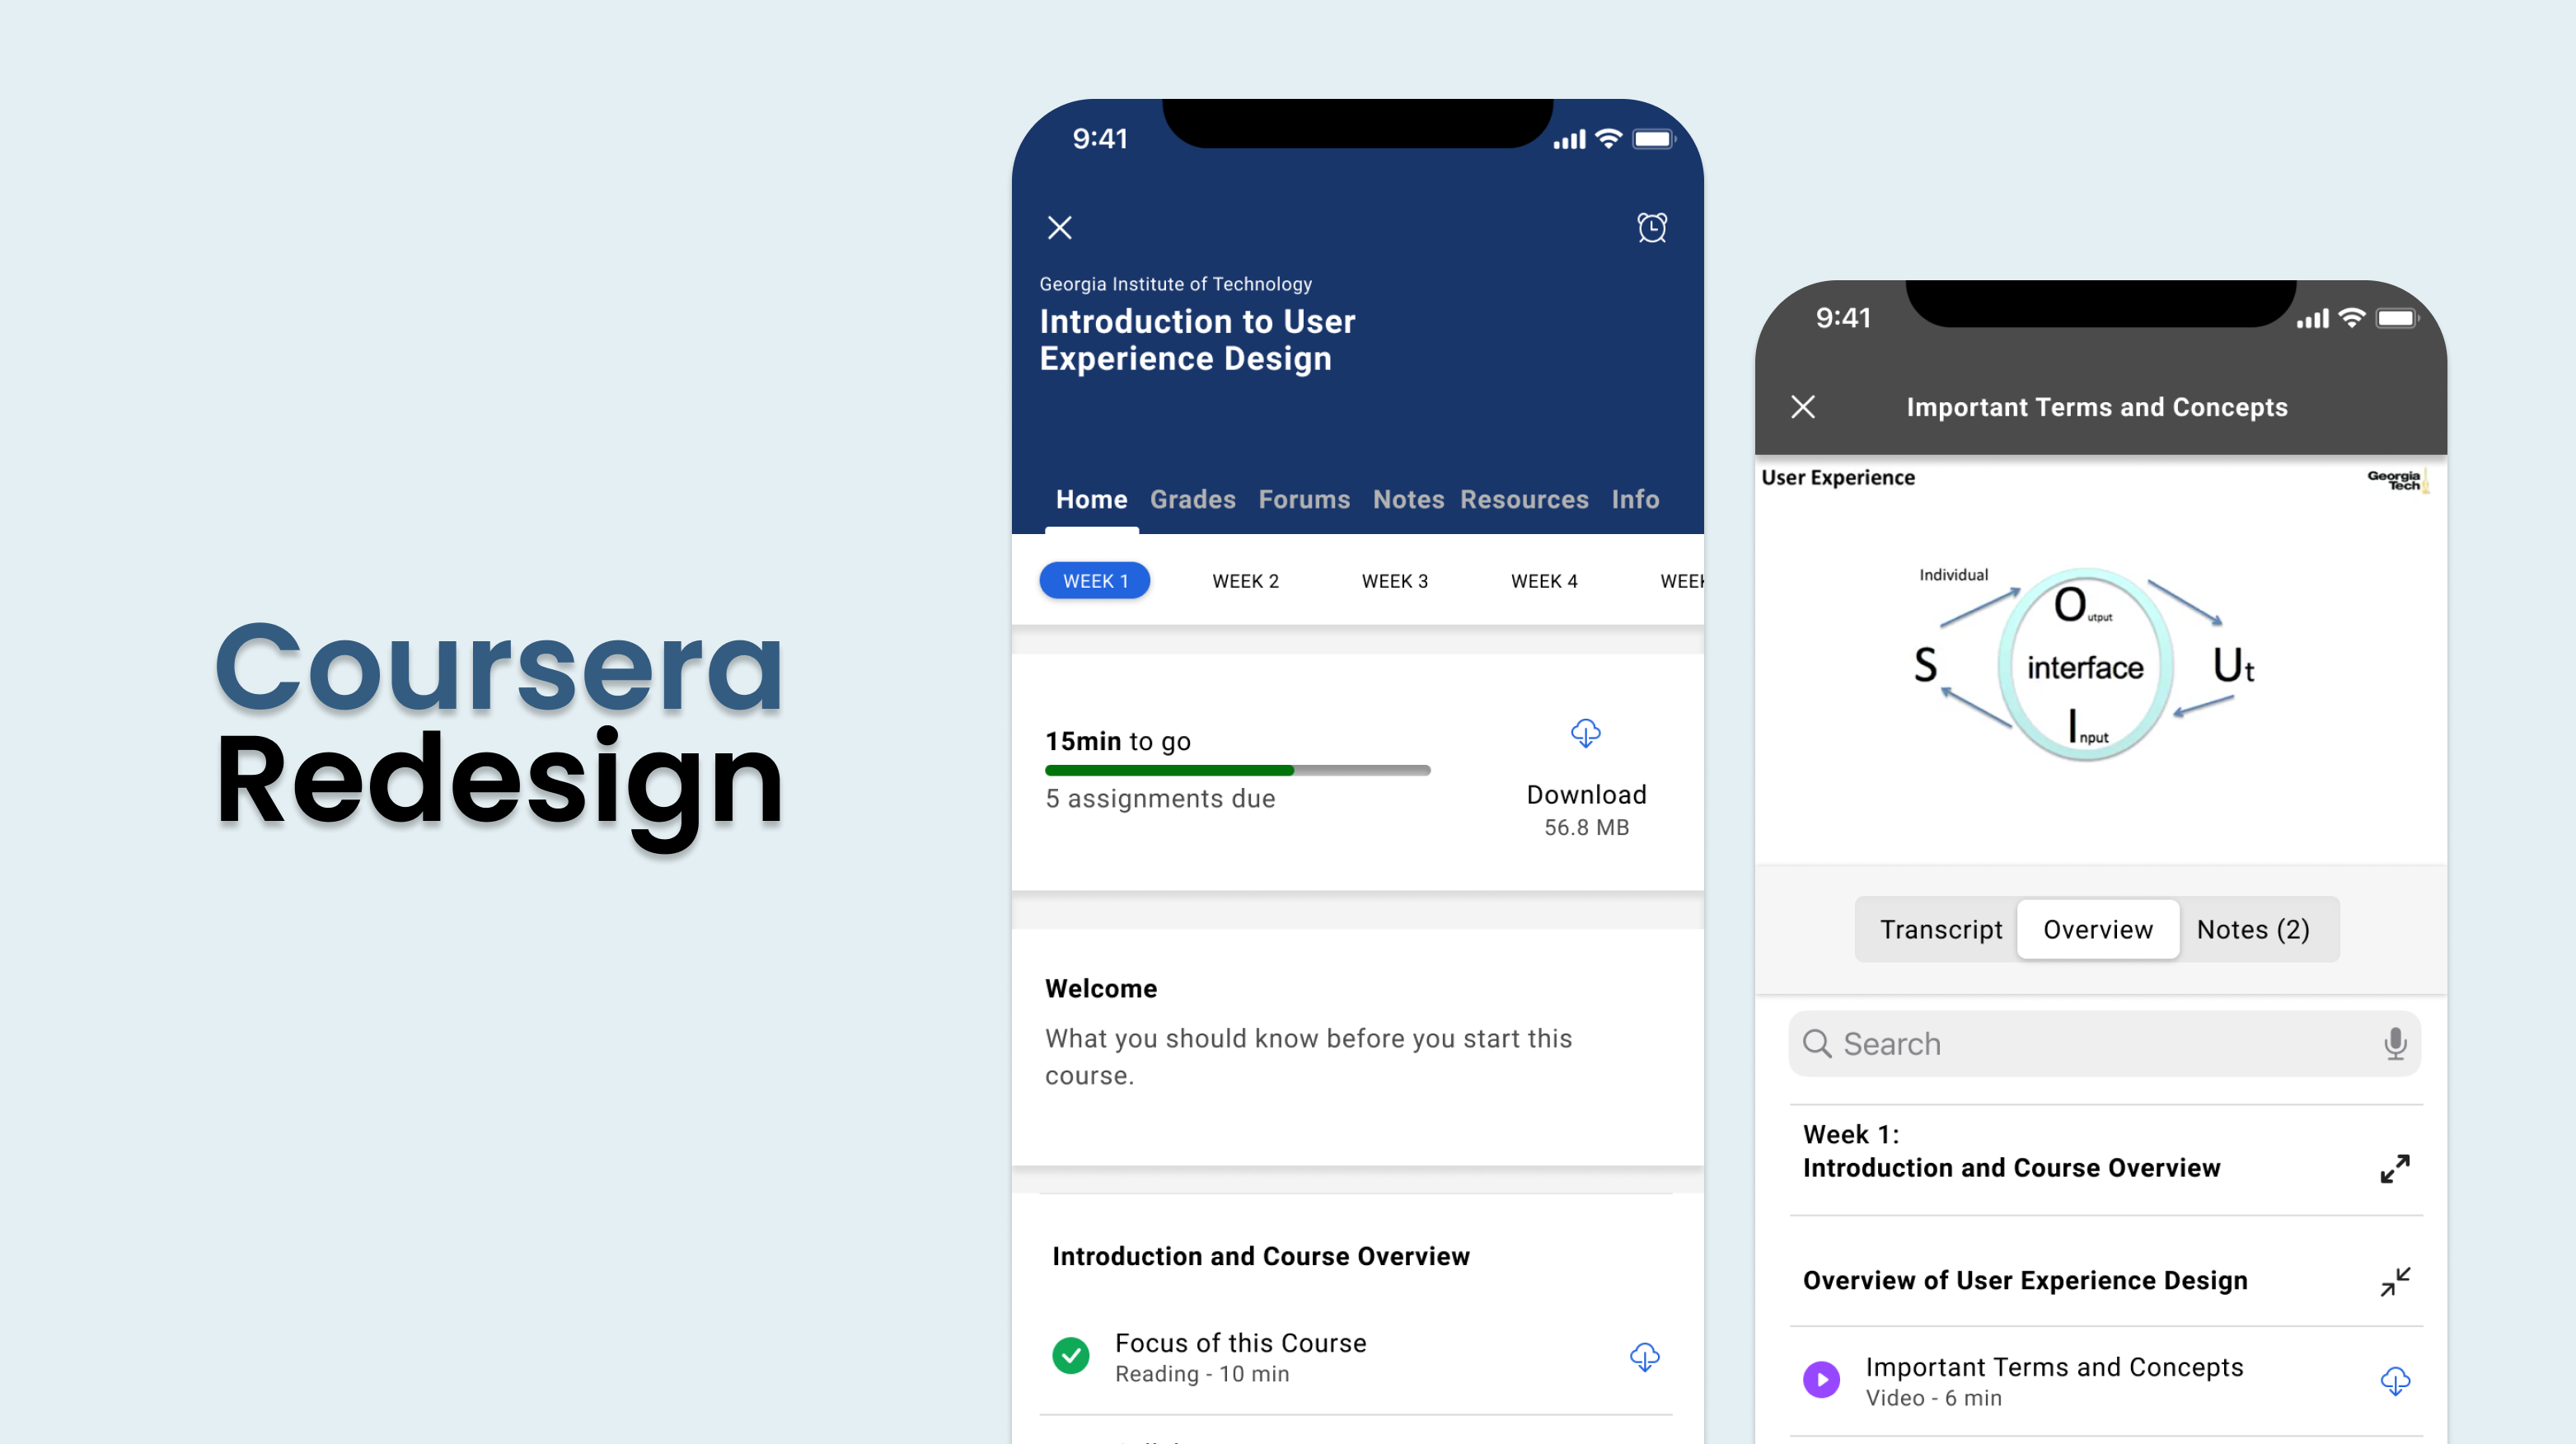 Coursera
Redesign
9:41
Georgia Institute of Technology
Introduction to User
Experience Design
Home Grades Forums Notes Resources Info
WEEK 1 WEEK 2 WEEK 3 WEEK 4
15min to go
5 assignments due
Download
56.8 MB
Welcome
What you should know before you start this
course.
Introduction and Course Overview
Focus of this Course
Reading - 10 min
9:41
Important Terms and Concepts
User Experience
Georgia
Tech
Individual
Output
S interface Ut
Input
Transcript Overview Notes (2)
Search
Week 1:
Introduction and Course Overview
Overview of User Experience Design
Important Terms and Concepts
Video - 6 min